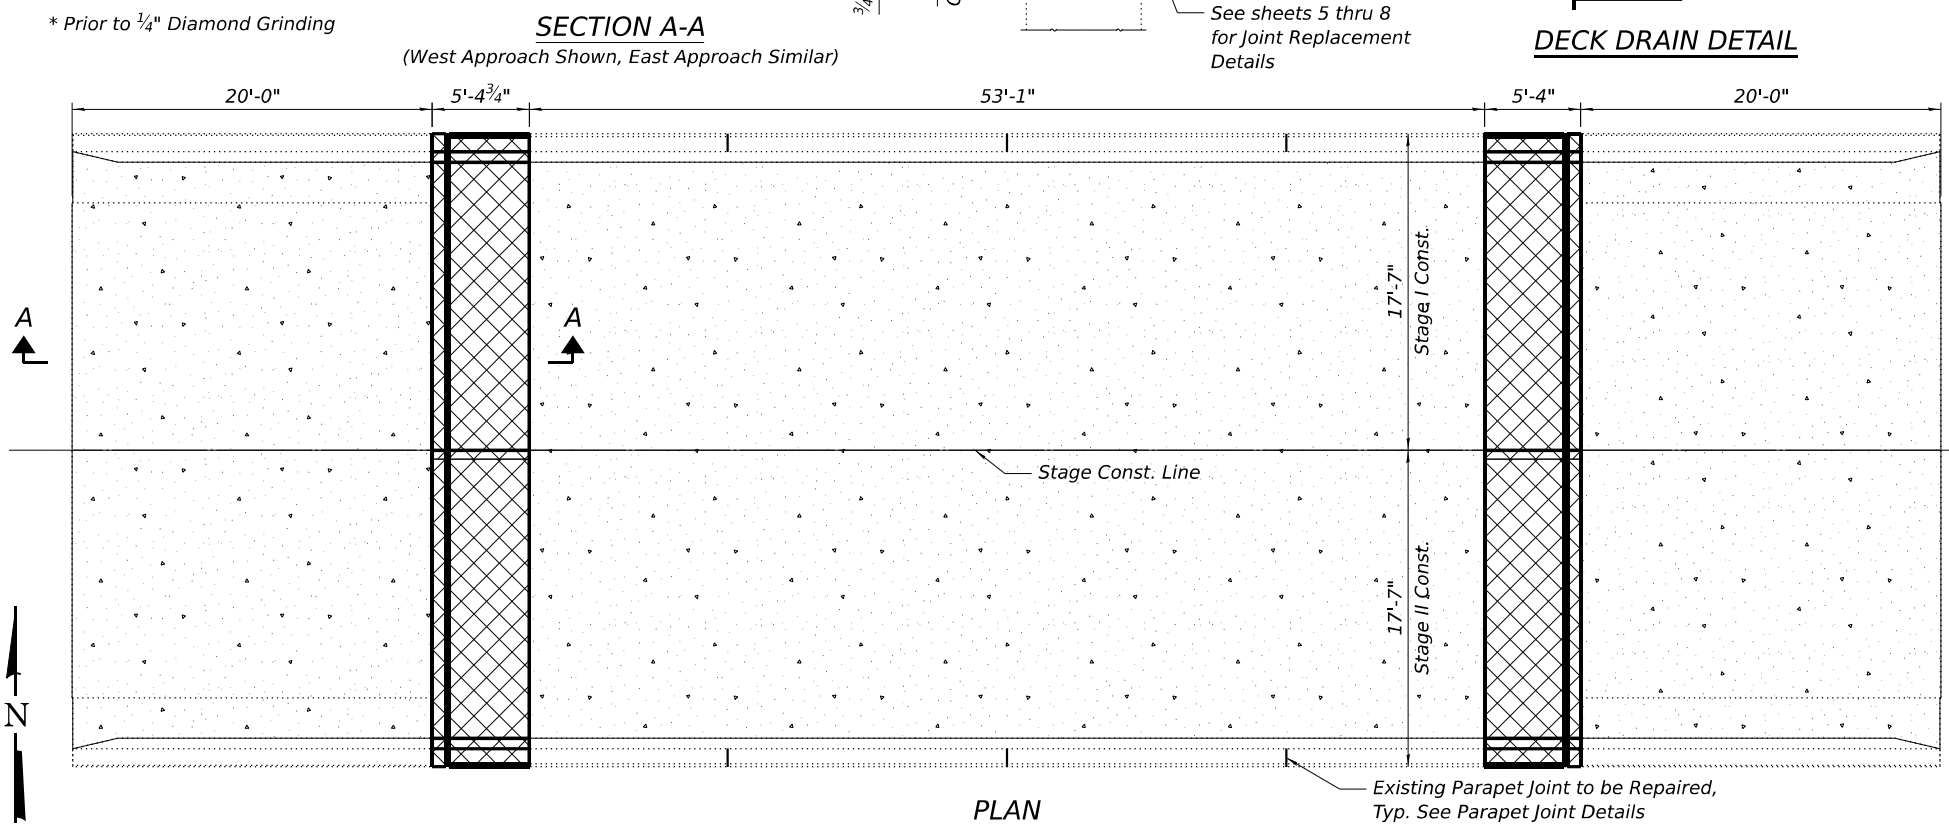 * Prior to ¼" Diamond Grinding
SECTION A-A
(West Approach Shown, East Approach Similar)
¾"
See sheets 5 thru 8
for Joint Replacement
Details
DECK DRAIN DETAIL
20'-0"
5'-4¾"
53'-1"
5'-4"
20'-0"
A
A
17'-7"
Stage I Const.
Stage Const. Line
17'-7"
Stage II Const.
N
Existing Parapet Joint to be Repaired,
Typ. See Parapet Joint Details
PLAN